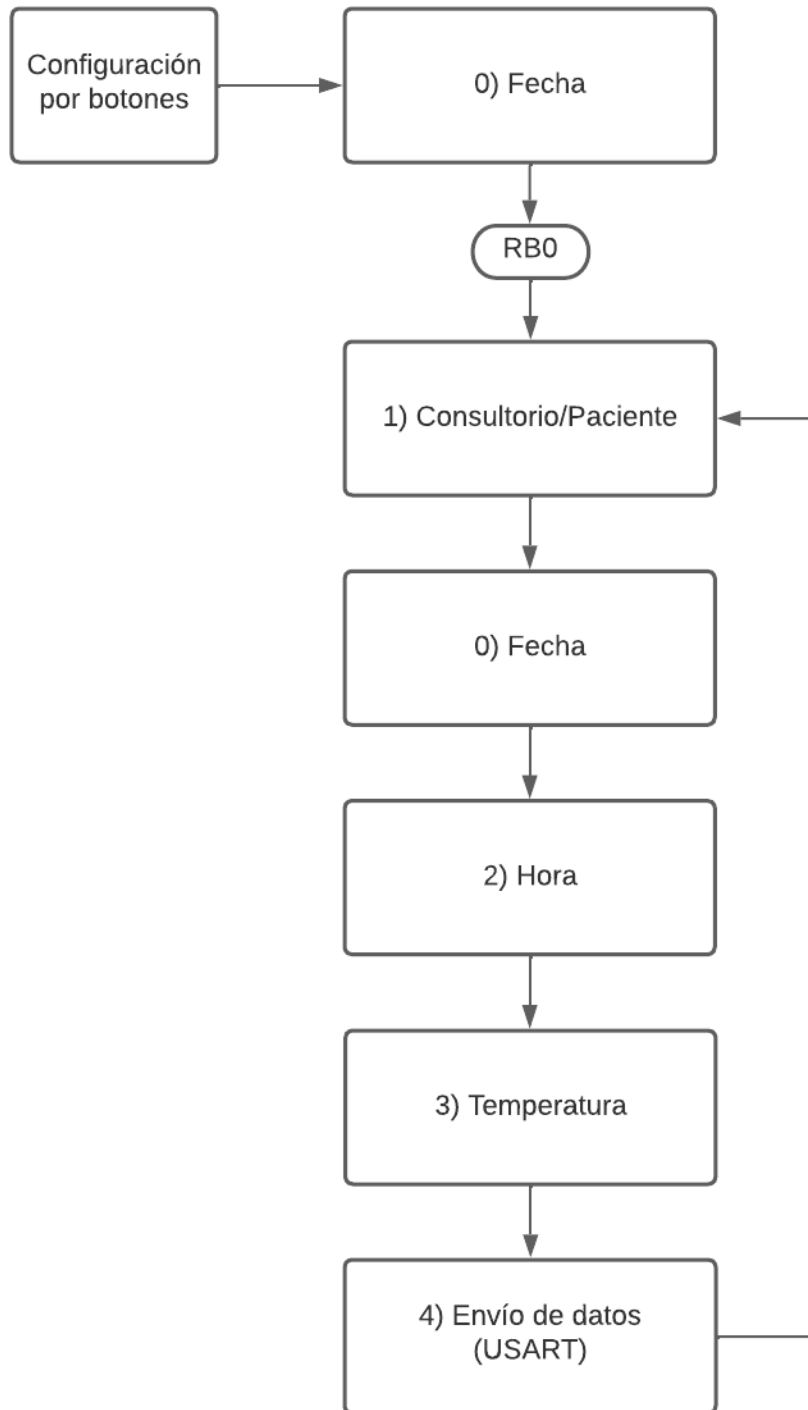 Configuración
por botones
0) Fecha
RB0
1) Consultorio/Paciente
0) Fecha
2) Hora
3) Temperatura
4) Envío de datos
(USART)